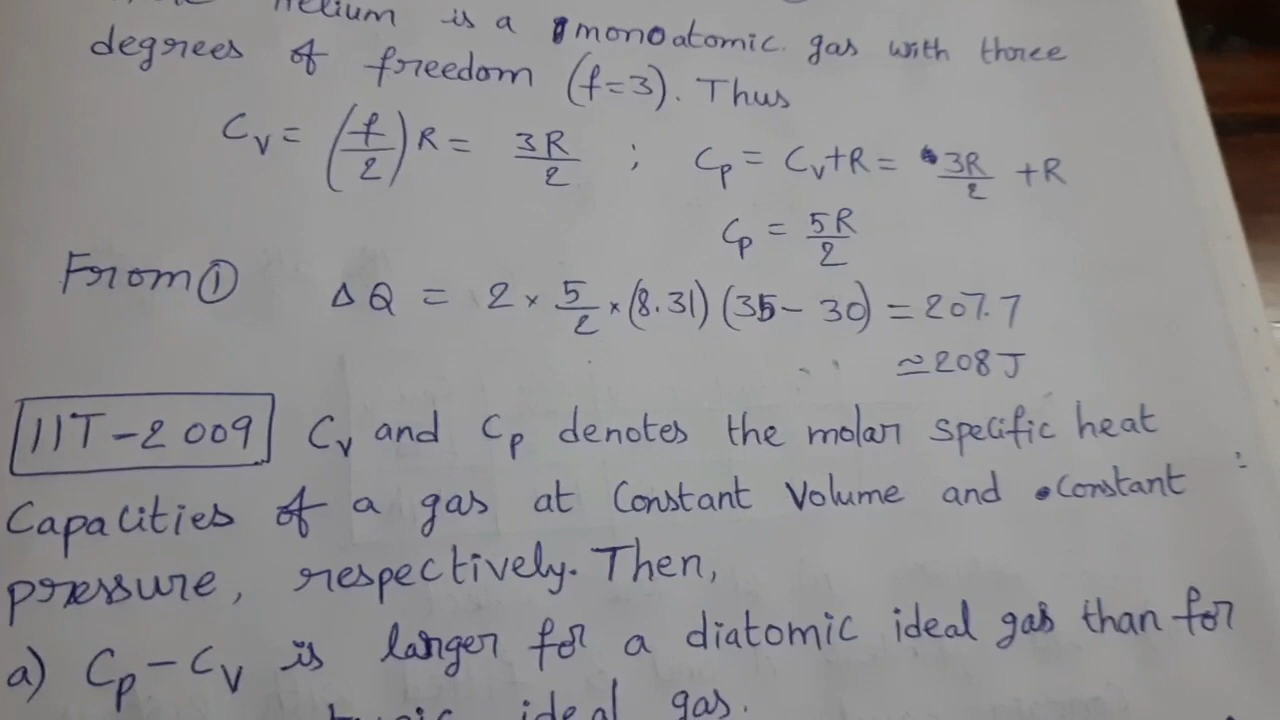 Helium is a monoatomic. gas with three
degrees of freedom (f=3). Thus
Cv = (f/2) R = 3R/2 ; Cp = Cv+R = 3R/2 +R
Cp = 5R/2
From ① ΔQ = 2 × 5/2 × (8.31) (35 - 30) = 207.7
≃208 J
IIT-2009 Cv and Cp denotes the molar specific heat
Capacities of a gas at Constant Volume and Constant
pressure, respectively. Then,
a) Cp - Cv is larger for a diatomic ideal gas than for
ideal gas.